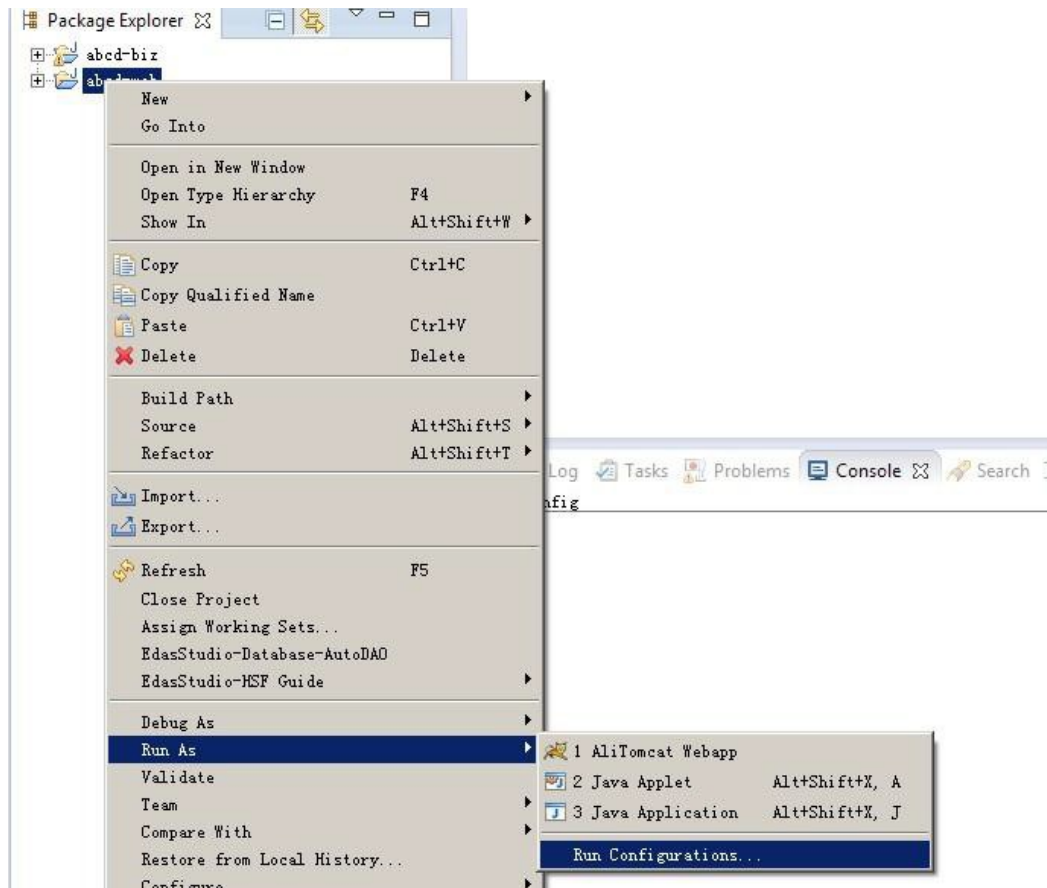 Package Explorer
abcd-biz
New
Go Into
Open in New Window
Open Type Hierarchy F4
Show In Alt+Shift+W
Copy Ctrl+C
Copy Qualified Name
Paste Ctrl+V
Delete Delete
Build Path
Source Alt+Shift+S
Refactor Alt+Shift+T
Import...
Export...
Refresh F5
Close Project
Assign Working Sets...
EdasStudio-Database-AutoDAO
EdasStudio-HSF Guide
Debug As
Run As
Validate
Team
Compare With
Restore from Local History...
Configure
Log Tasks Problems Console Search
nfig
1 AliTomcat Webapp
2 Java Applet Alt+Shift+X, A
3 Java Application Alt+Shift+X, J
Run Configurations...